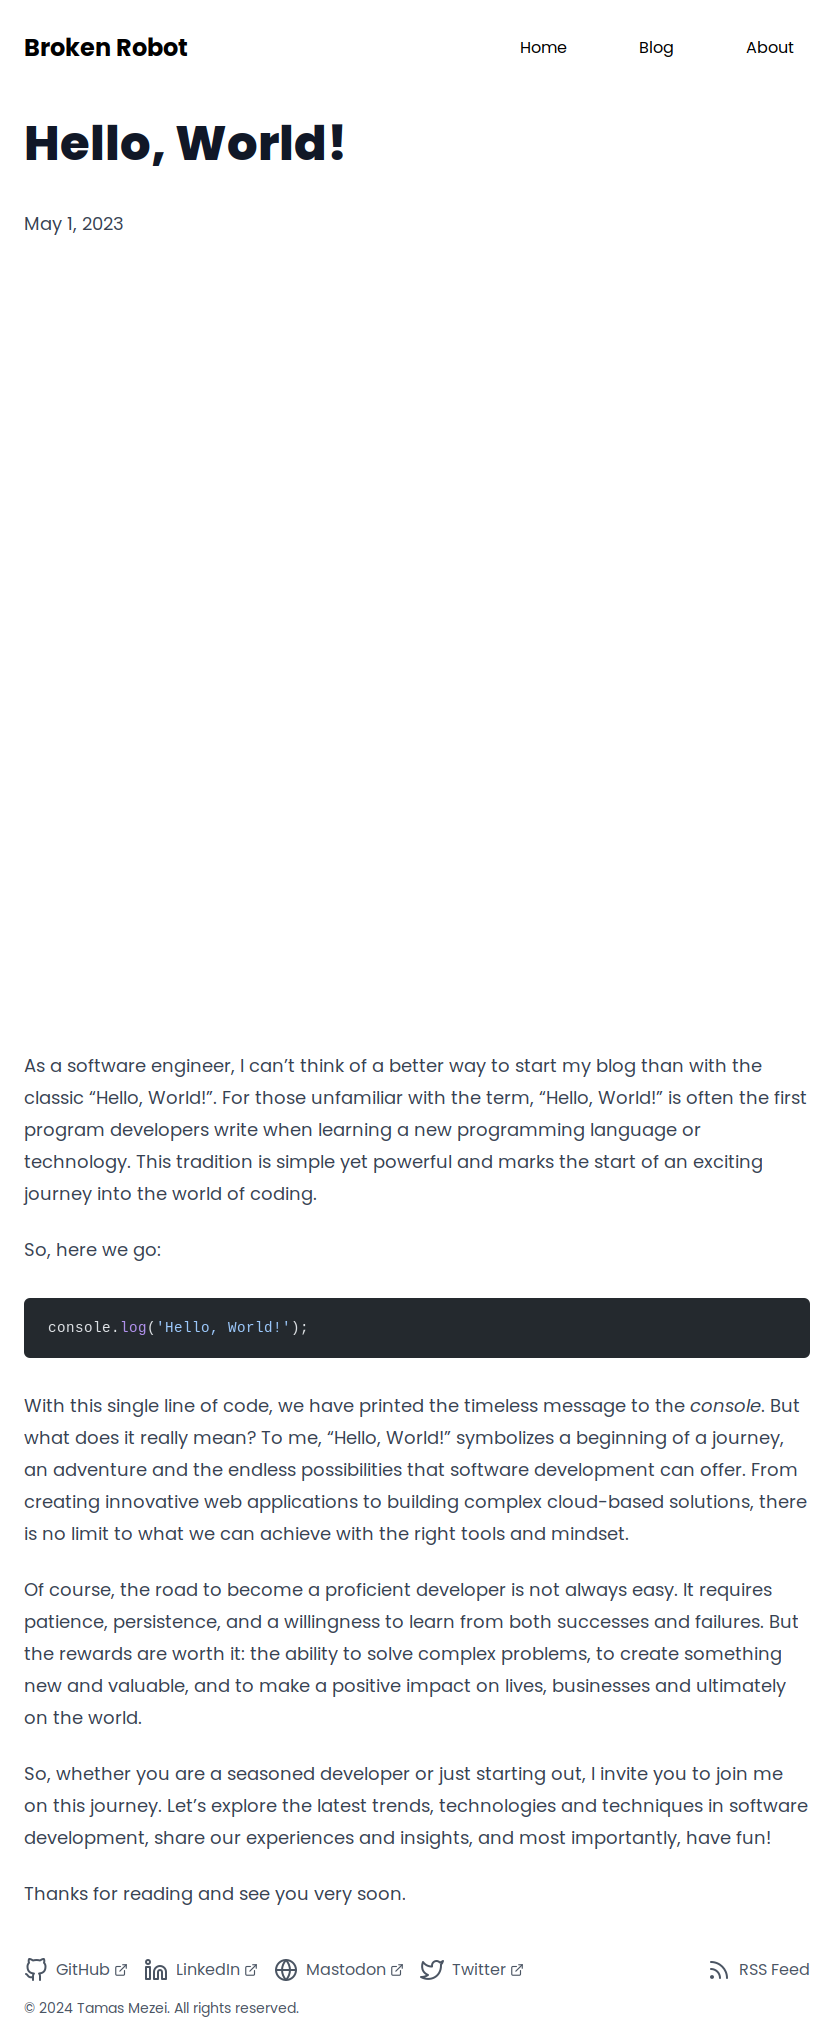 Broken Robot
Home
Blog
About
Hello, World!
May 1, 2023
As a software engineer, I can’t think of a better way to start my blog than with the
classic “Hello, World!”. For those unfamiliar with the term, “Hello, World!” is often the first
program developers write when learning a new programming language or
technology. This tradition is simple yet powerful and marks the start of an exciting
journey into the world of coding.
So, here we go:
console.log('Hello, World!');
With this single line of code, we have printed the timeless message to the console. But
what does it really mean? To me, “Hello, World!” symbolizes a beginning of a journey,
an adventure and the endless possibilities that software development can offer. From
creating innovative web applications to building complex cloud-based solutions, there
is no limit to what we can achieve with the right tools and mindset.
Of course, the road to become a proficient developer is not always easy. It requires
patience, persistence, and a willingness to learn from both successes and failures. But
the rewards are worth it: the ability to solve complex problems, to create something
new and valuable, and to make a positive impact on lives, businesses and ultimately
on the world.
So, whether you are a seasoned developer or just starting out, I invite you to join me
on this journey. Let’s explore the latest trends, technologies and techniques in software
development, share our experiences and insights, and most importantly, have fun!
Thanks for reading and see you very soon.
GitHub
LinkedIn
Mastodon
Twitter
RSS Feed
© 2024 Tamas Mezei. All rights reserved.